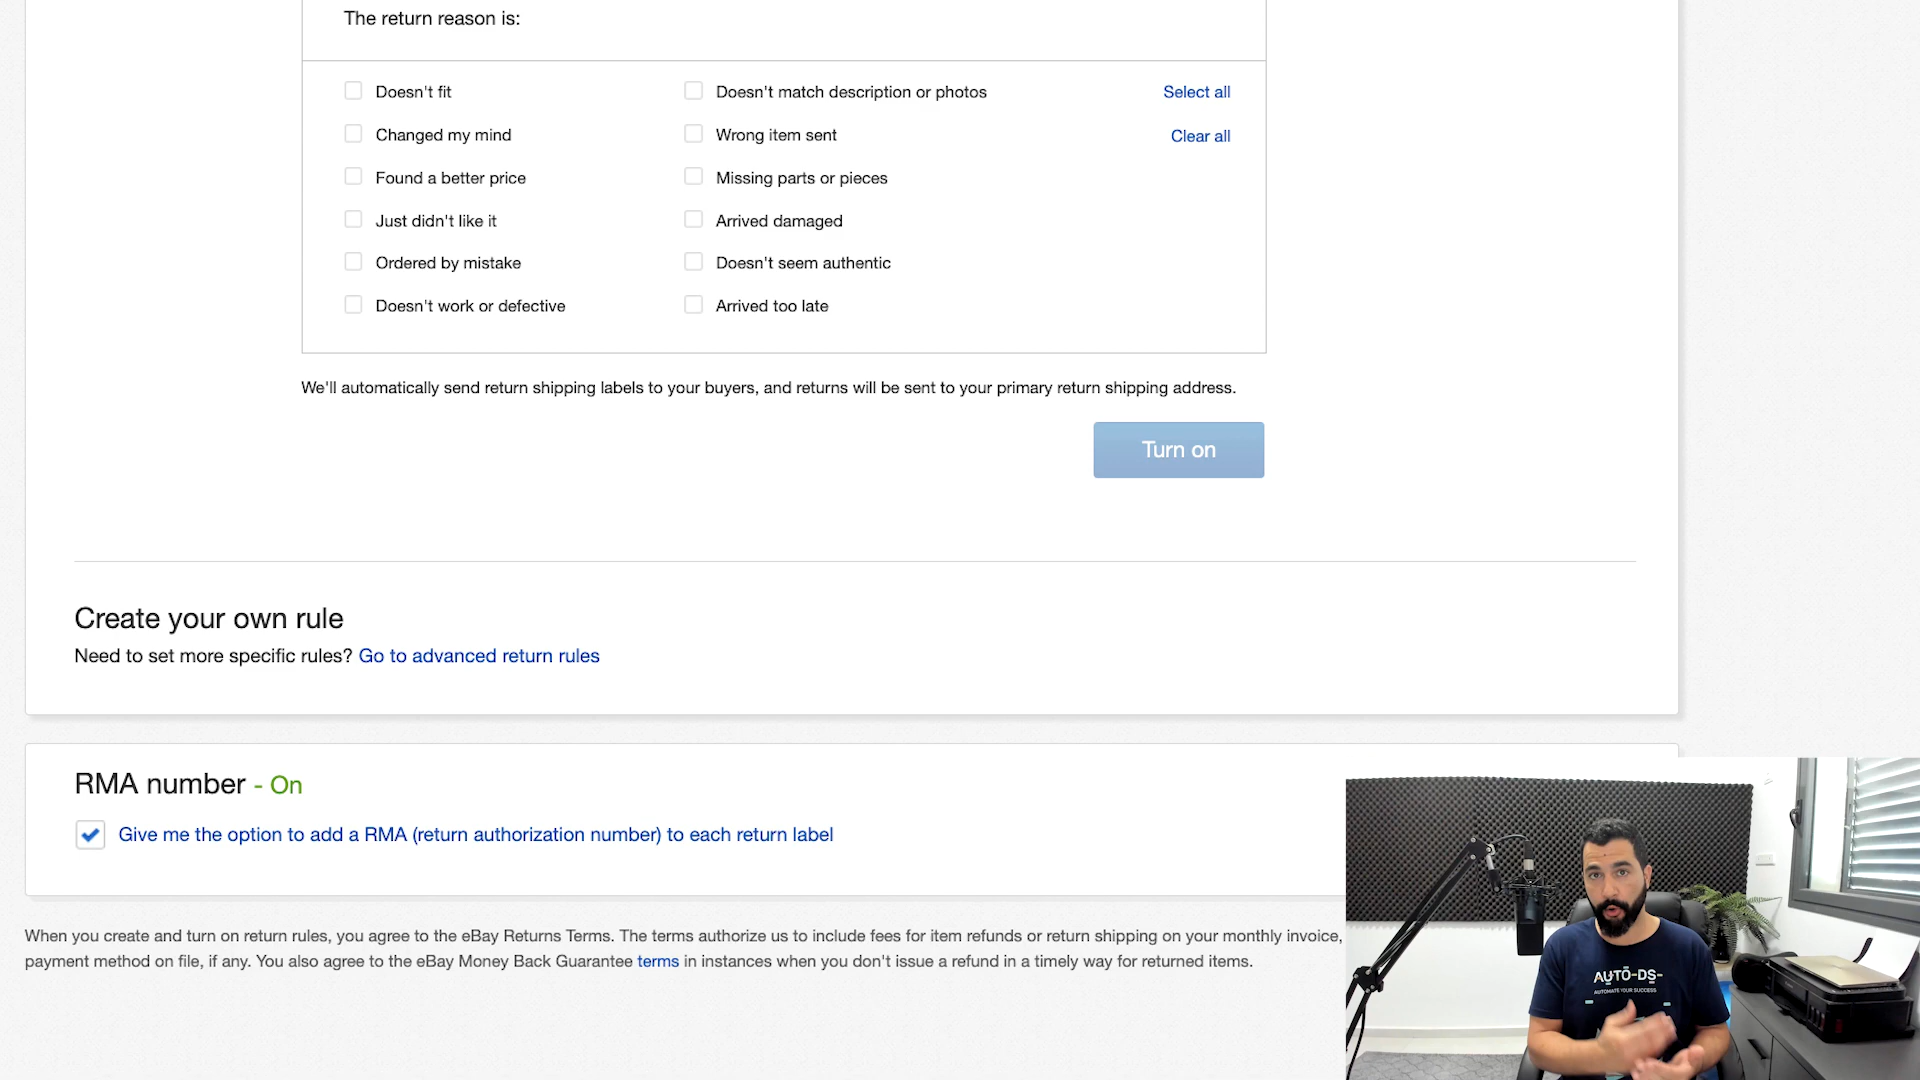 The return reason is:
Doesn't fit
Doesn't match description or photos
Select all
Changed my mind
Wrong item sent
Clear all
Found a better price
Missing parts or pieces
Just didn't like it
Arrived damaged
Ordered by mistake
Doesn't seem authentic
Doesn't work or defective
Arrived too late
We'll automatically send return shipping labels to your buyers, and returns will be sent to your primary return shipping address.
Turn on
Create your own rule
Need to set more specific rules? Go to advanced return rules
RMA number - On
Give me the option to add a RMA (return authorization number) to each return label
When you create and turn on return rules, you agree to the eBay Returns Terms. The terms authorize us to include fees for item refunds or return shipping on your monthly invoice,
payment method on file, if any. You also agree to the eBay Money Back Guarantee terms in instances when you don't issue a refund in a timely way for returned items.
AUTO-DS-
AUTOMATE YOUR SUCCESS